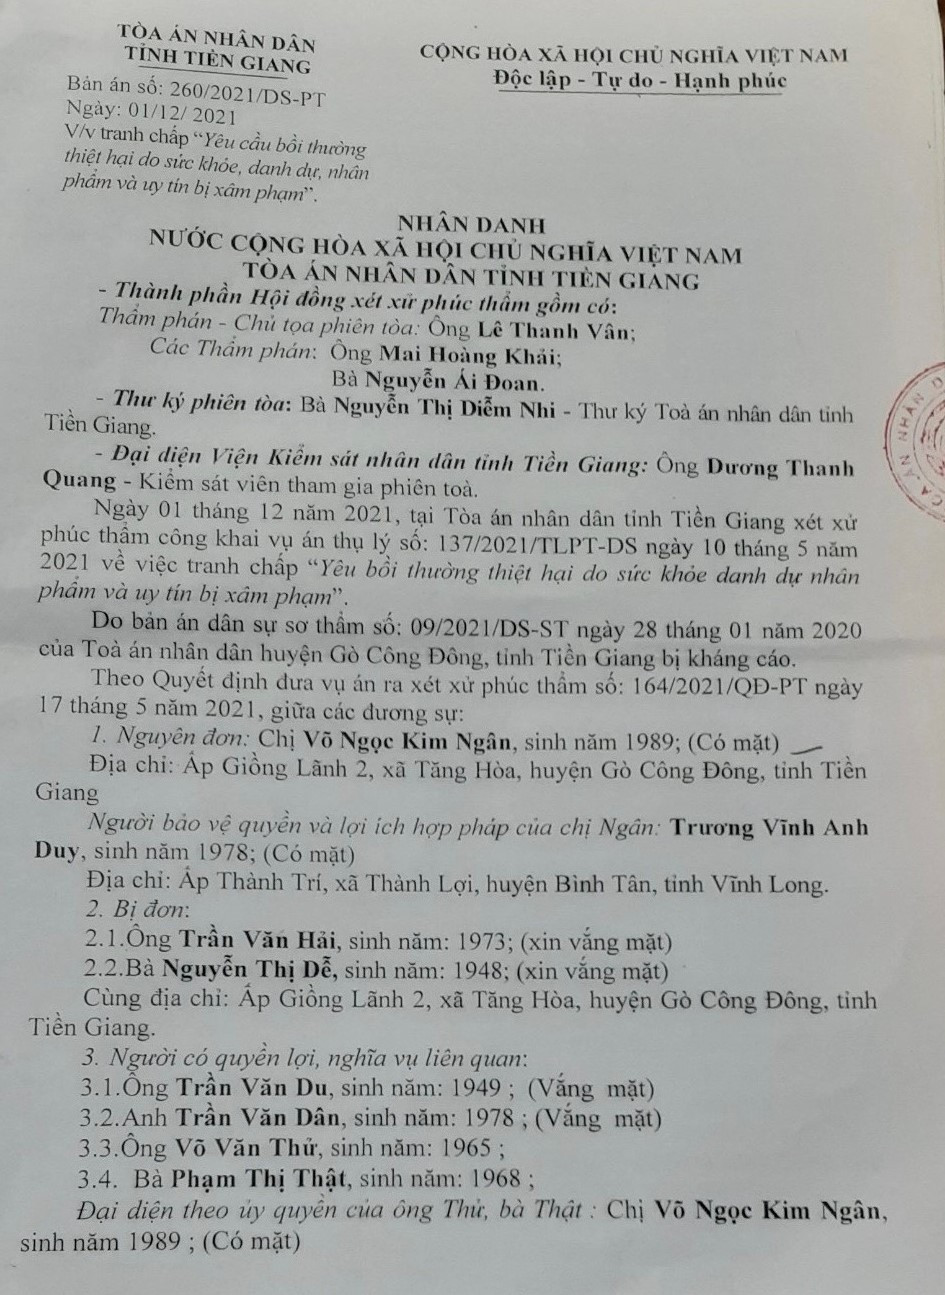 TÒA ÁN NHÂN DÂN
TỈNH TIỀN GIANG
Bản án số: 260/2021/DS-PT
Ngày: 01/12/ 2021
V/v tranh chấp “Yêu cầu bồi thường
thiệt hại do sức khỏe, danh dự, nhân
phẩm và uy tín bị xâm phạm”.
CỘNG HÒA XÃ HỘI CHỦ NGHĨA VIỆT NAM
Độc lập - Tự do - Hạnh phúc
NHÂN DANH
NƯỚC CỘNG HÒA XÃ HỘI CHỦ NGHĨA VIỆT NAM
TÒA ÁN NHÂN DÂN TỈNH TIỀN GIANG
- Thành phần Hội đồng xét xử phúc thẩm gồm có:
Thẩm phán - Chủ tọa phiên tòa: Ông Lê Thanh Vân;
Các Thẩm phán: Ông Mai Hoàng Khải;
Bà Nguyễn Ái Đoan.
- Thư ký phiên tòa: Bà Nguyễn Thị Diễm Nhi - Thư ký Toà án nhân dân tỉnh
Tiền Giang.
- Đại diện Viện Kiểm sát nhân dân tỉnh Tiền Giang: Ông Dương Thanh
Quang - Kiểm sát viên tham gia phiên toà.
Ngày 01 tháng 12 năm 2021, tại Tòa án nhân dân tỉnh Tiền Giang xét xử
phúc thẩm công khai vụ án thụ lý số: 137/2021/TLPT-DS ngày 10 tháng 5 năm
2021 về việc tranh chấp “Yêu bồi thường thiệt hại do sức khỏe danh dự nhân
phẩm và uy tín bị xâm phạm”.
Do bản án dân sự sơ thẩm số: 09/2021/DS-ST ngày 28 tháng 01 năm 2020
của Toà án nhân dân huyện Gò Công Đông, tỉnh Tiền Giang bị kháng cáo.
Theo Quyết định đưa vụ án ra xét xử phúc thẩm số: 164/2021/QĐ-PT ngày
17 tháng 5 năm 2021, giữa các đương sự:
1. Nguyên đơn: Chị Võ Ngọc Kim Ngân, sinh năm 1989; (Có mặt)
Địa chỉ: Ấp Giồng Lãnh 2, xã Tăng Hòa, huyện Gò Công Đông, tỉnh Tiền
Giang
Người bảo vệ quyền và lợi ích hợp pháp của chị Ngân: Trương Vĩnh Anh
Duy, sinh năm 1978; (Có mặt)
Địa chỉ: Ấp Thành Trí, xã Thành Lợi, huyện Bình Tân, tỉnh Vĩnh Long.
2. Bị đơn:
2.1.Ông Trần Văn Hải, sinh năm: 1973; (xin vắng mặt)
2.2.Bà Nguyễn Thị Dễ, sinh năm: 1948; (xin vắng mặt)
Cùng địa chỉ: Ấp Giồng Lãnh 2, xã Tăng Hòa, huyện Gò Công Đông, tỉnh
Tiền Giang.
3. Người có quyền lợi, nghĩa vụ liên quan:
3.1.Ông Trần Văn Du, sinh năm: 1949 ; (Vắng mặt)
3.2.Anh Trần Văn Dân, sinh năm: 1978 ; (Vắng mặt)
3.3.Ông Võ Văn Thử, sinh năm: 1965 ;
3.4. Bà Phạm Thị Thật, sinh năm: 1968 ;
Đại diện theo ủy quyền của ông Thử, bà Thật : Chị Võ Ngọc Kim Ngân,
sinh năm 1989 ; (Có mặt)